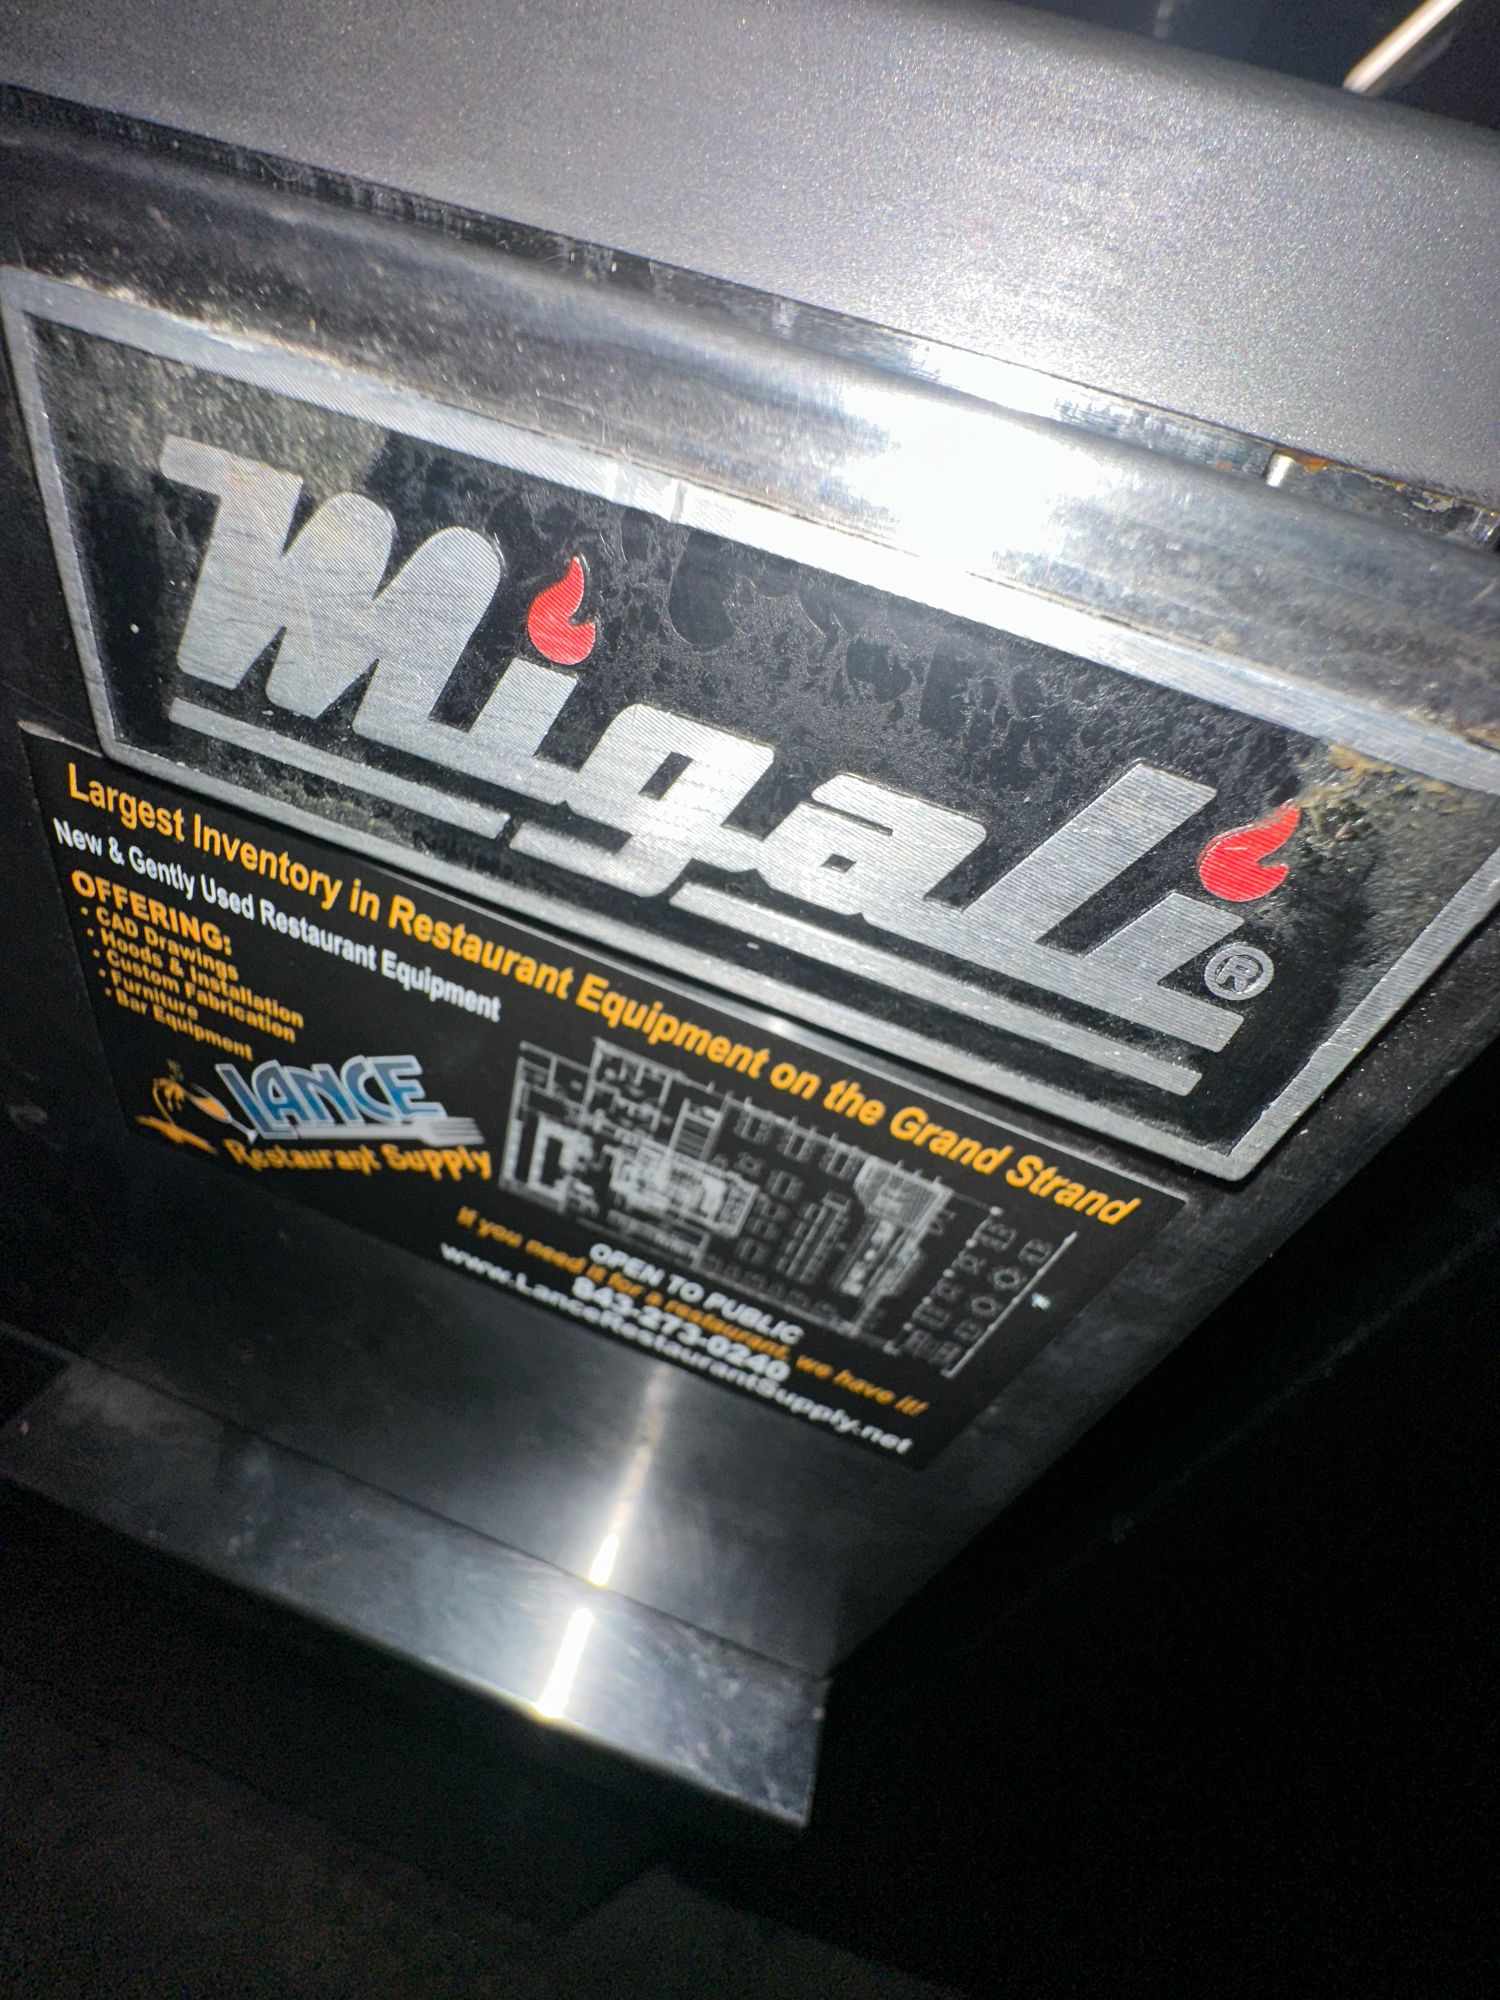 Migali®
Largest Inventory in Restaurant Equipment on the Grand Strand
New & Gently Used Restaurant Equipment
OFFERING:
• CAD Drawings
• Hoods & Installation
• Custom Fabrication
• Furniture
• Bar Equipment
LANCE
Restaurant Supply
OPEN TO PUBLIC
If you need it for a restaurant, we have it!
843-273-0240
www.LanceRestaurantSupply.net